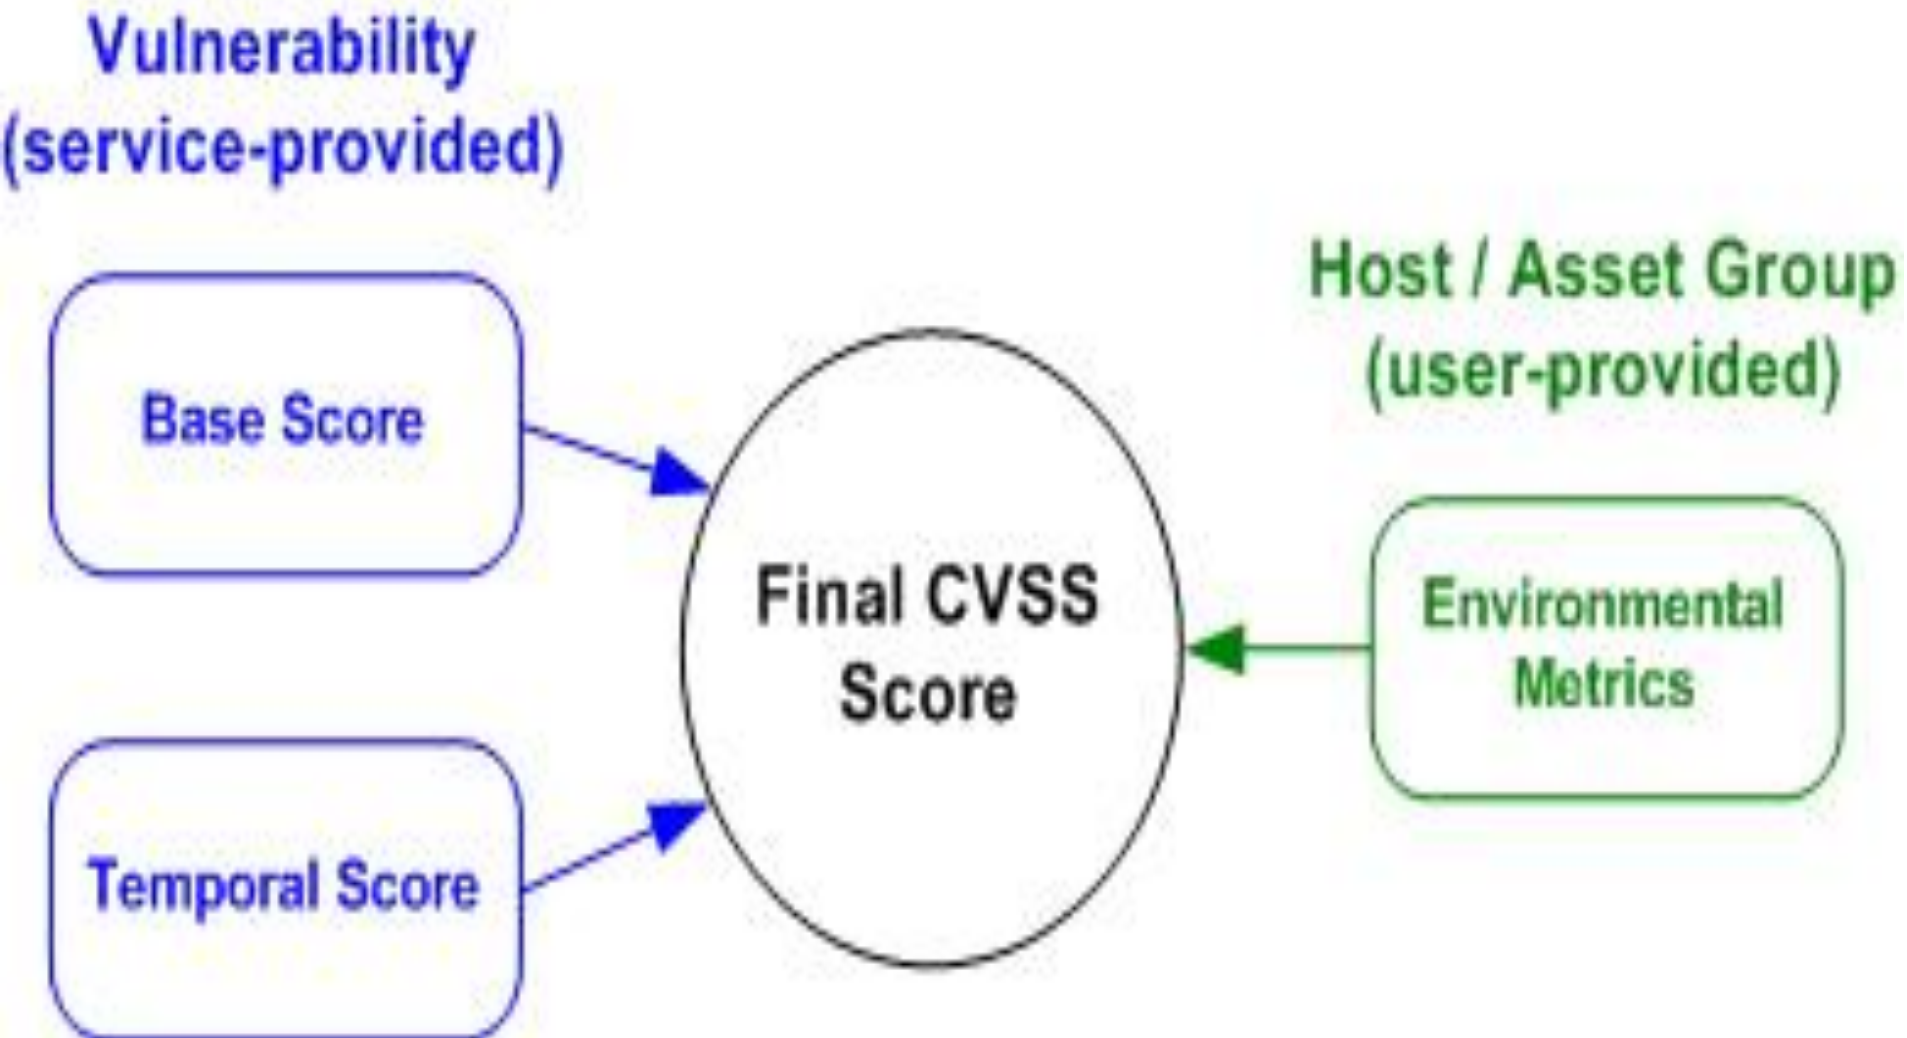 Vulnerability
(service-provided)
Base Score
Temporal Score
Final CVSS
Score
Host / Asset Group
(user-provided)
Environmental
Metrics